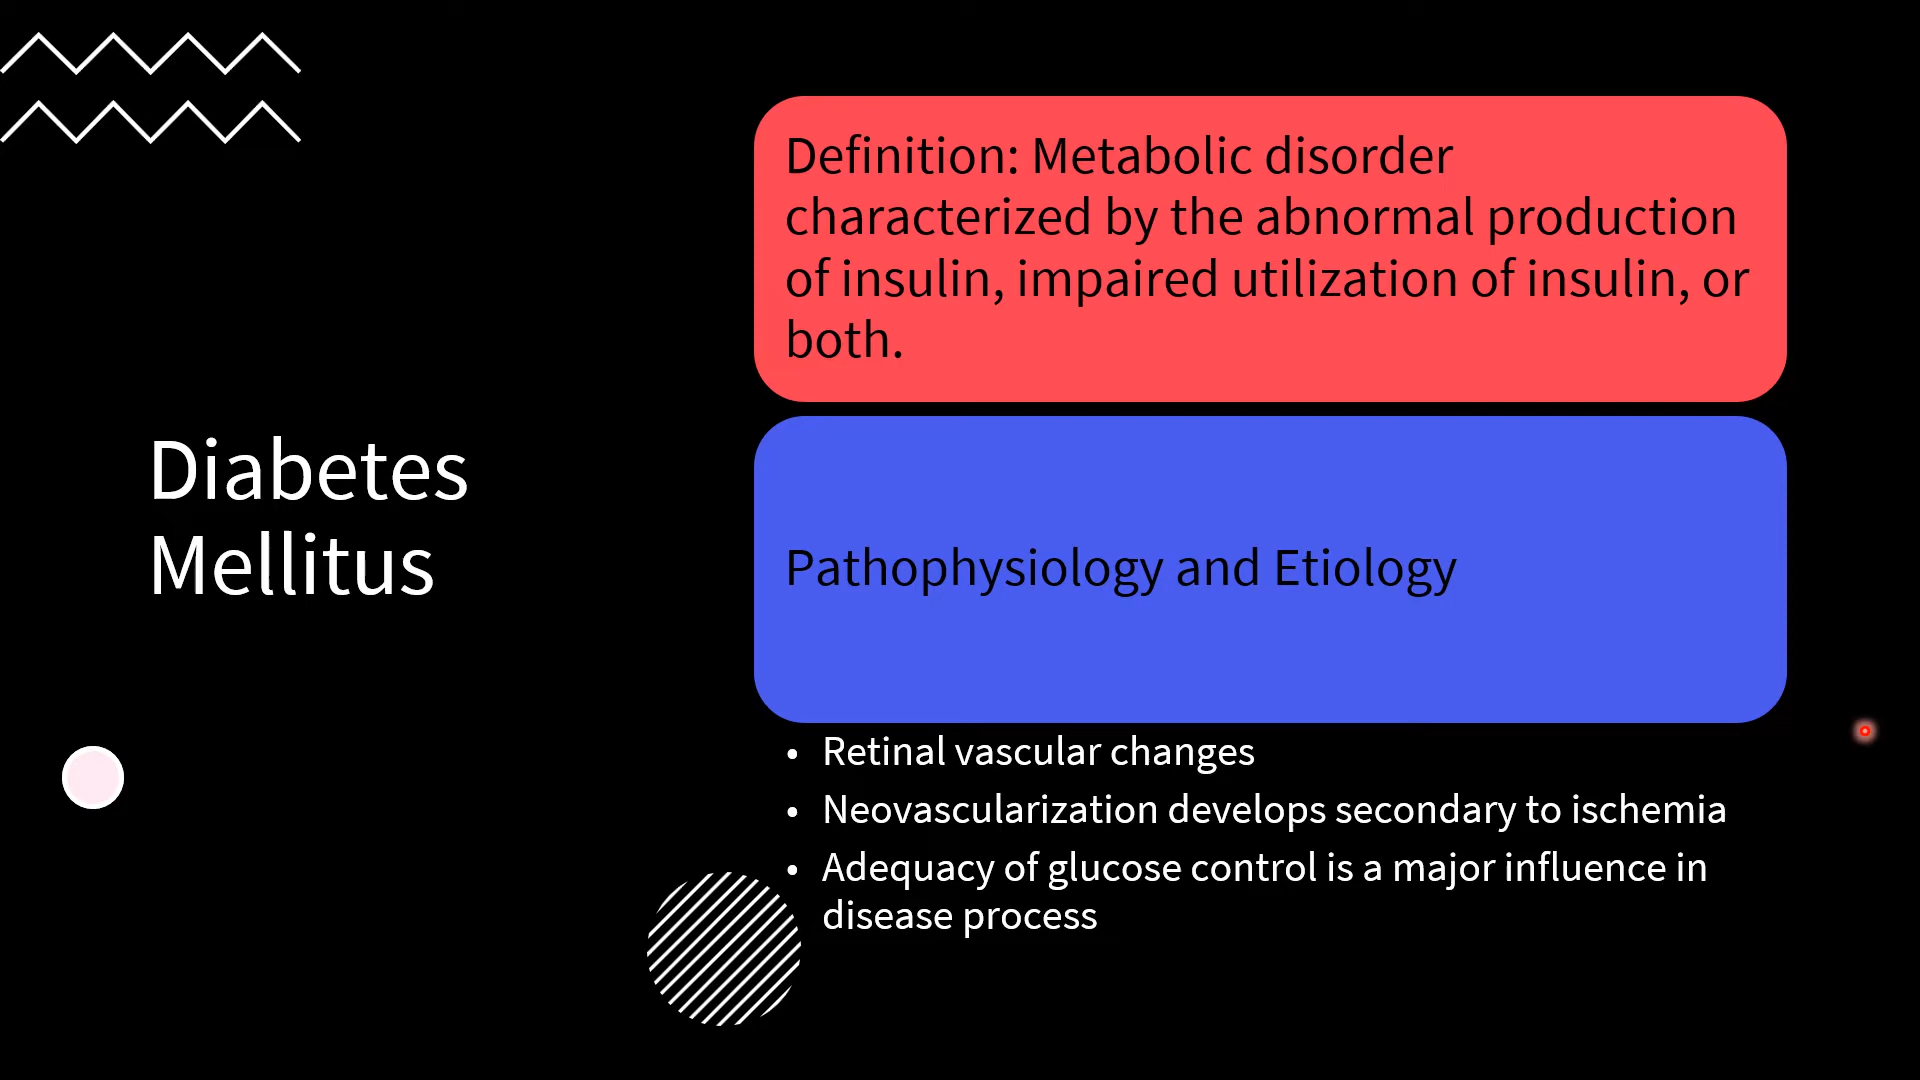 Diabetes
Mellitus
Definition: Metabolic disorder
characterized by the abnormal production
of insulin, impaired utilization of insulin, or
both.
Pathophysiology and Etiology
• Retinal vascular changes
• Neovascularization develops secondary to ischemia
• Adequacy of glucose control is a major influence in
disease process